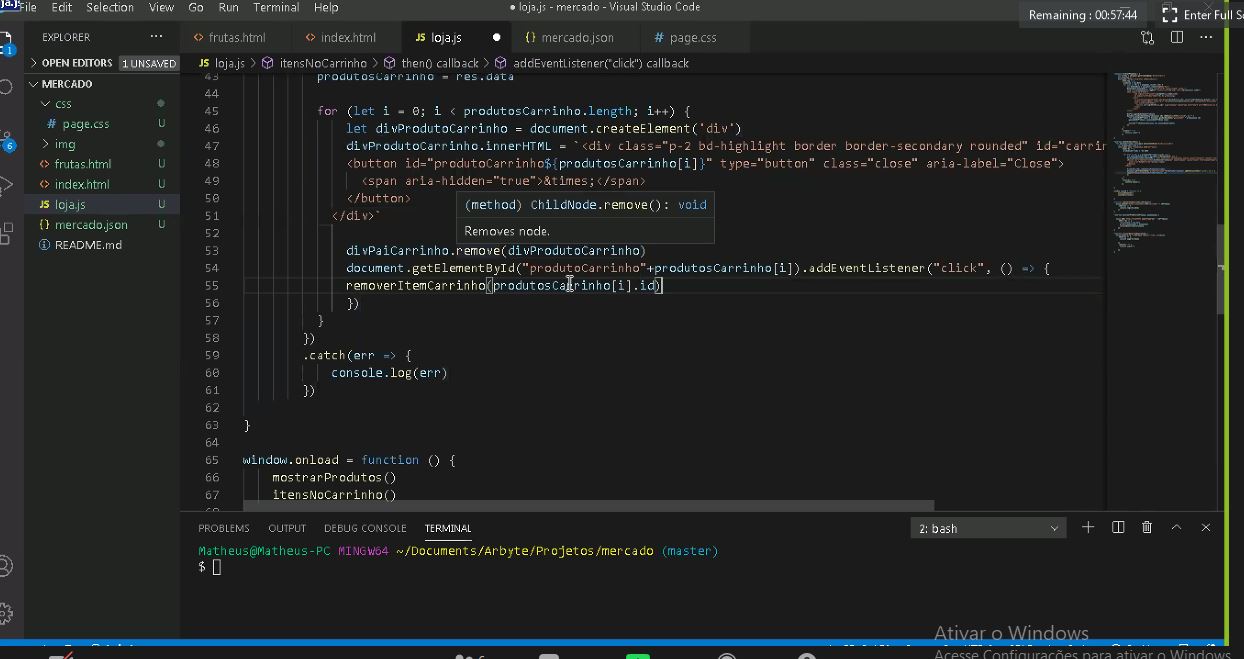 File Edit Selection View Go Run Terminal Help
● loja.js - mercado - Visual Studio Code
Remaining : 00:57:44
Enter Full
EXPLORER ...
<> frutas.html
<> index.html
JS loja.js ●
{} mercado.json
# page.css
> OPEN EDITORS 1 UNSAVED
JS loja.js > itensNoCarrinho > then() callback > addEventListener("click") callback
MERCADO
css
# page.css U
> img
<> frutas.html U
<> index.html U
JS loja.js U
{} mercado.json U
README.md
1
6
43 produtosCarrinho = res.data
44
45 for (let i = 0; i < produtosCarrinho.length; i++) {
46 let divProdutoCarrinho = document.createElement('div')
47 divProdutoCarrinho.innerHTML = `<div class="p-2 bd-highlight border border-secondary rounded" id="carrin
48 <button id="produtoCarrinho${produtosCarrinho[i]}" type="button" class="close" aria-label="Close">
49 <span aria-hidden="true">&times;</span>
50 </button>
51 </div>`
(method) ChildNode.remove(): void
Removes node.
52
53 divPaiCarrinho.remove(divProdutoCarrinho)
54 document.getElementById("produtoCarrinho"+produtosCarrinho[i]).addEventListener("click", () => {
55 removerItemCarrinho(produtosCarrinho[i].id)
56 })
57 }
58 })
59 .catch(err => {
60 console.log(err)
61 })
62
63 }
64
65 window.onload = function () {
66 mostrarProdutos()
67 itensNoCarrinho()
PROBLEMS OUTPUT DEBUG CONSOLE TERMINAL
2: bash
Matheus@Matheus-PC MINGW64 ~/Documents/Arbyte/Projetos/mercado (master)
$
Ativar o Windows
Acesse Configurações para ativar o Windows